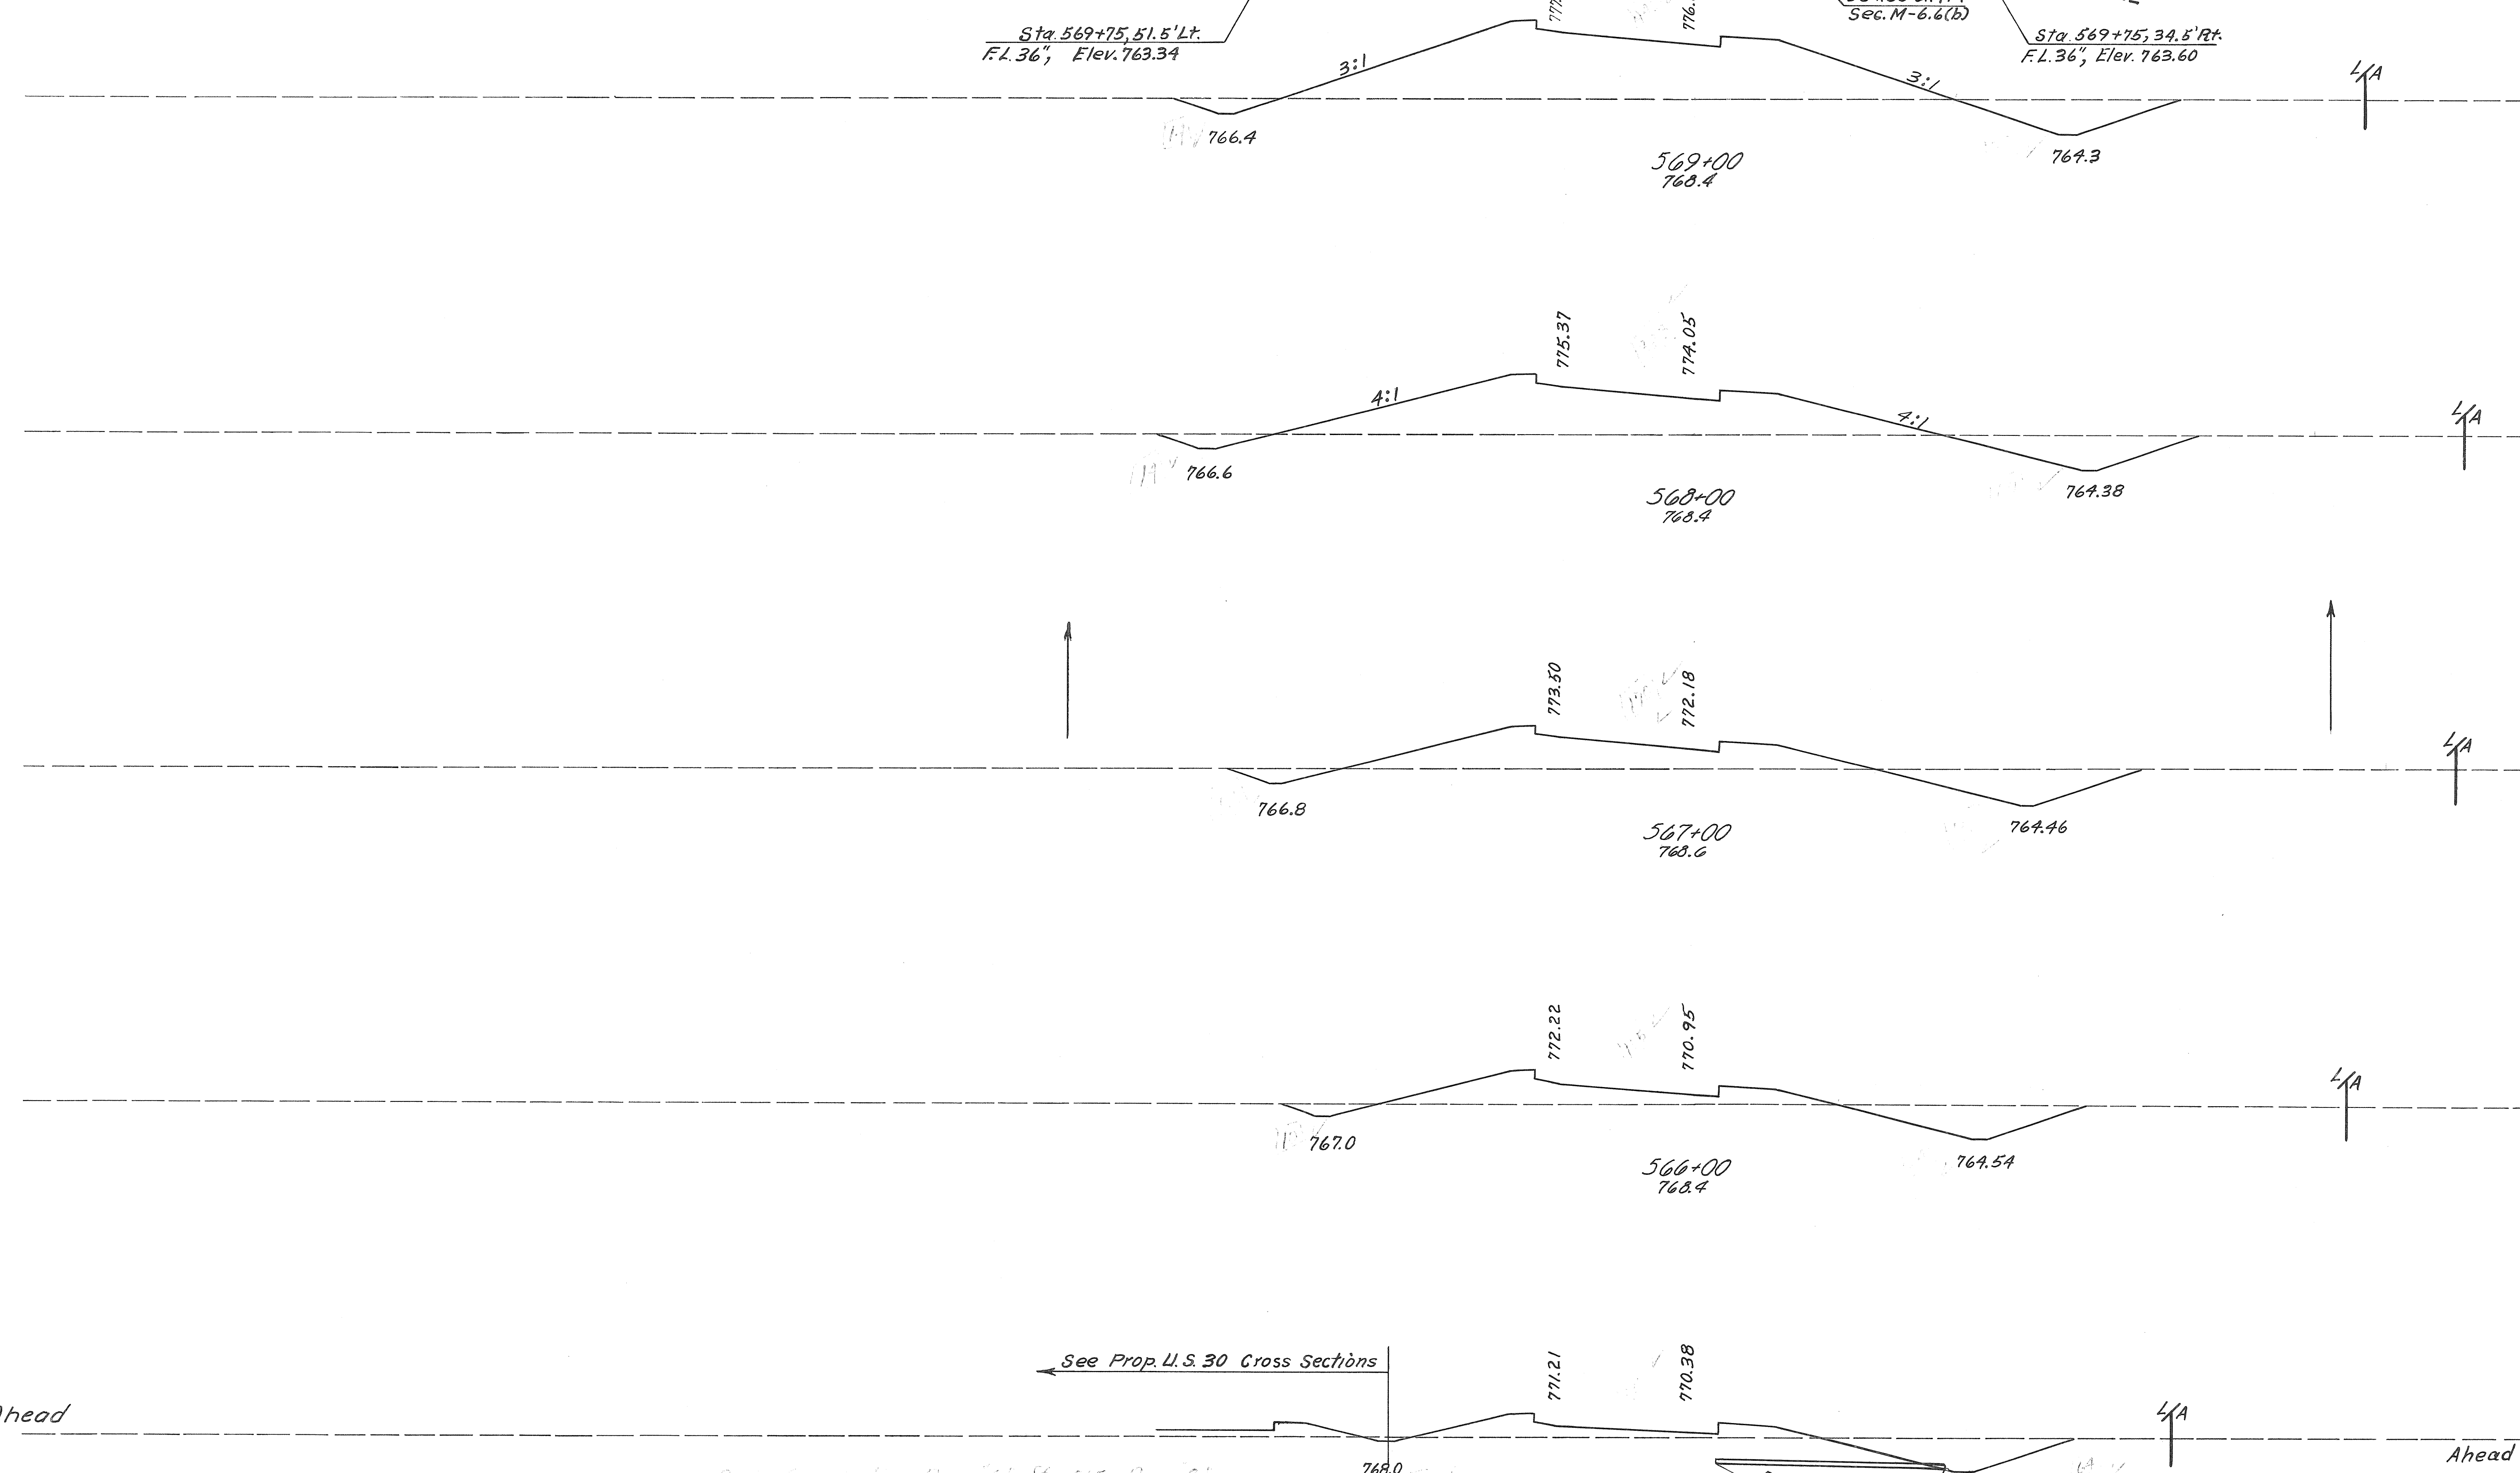 Sec. M-6.6(b)
Sta. 569+75, 51.5' Lt.
F.L. 36", Elev. 763.34
Sta. 569+75, 34.5' Rt.
F.L. 36", Elev. 763.60
3:1
3:1
L/A
766.4
764.3
569+00
768.4
775.37
774.05
4:1
4:1
L/A
766.6
764.38
568+00
768.4
773.50
772.18
L/A
766.8
764.46
567+00
768.6
772.22
770.95
L/A
767.0
764.54
566+00
768.4
See Prop. U.S. 30 Cross Sections
771.21
770.38
L/A
Ahead
Ahead
768.0